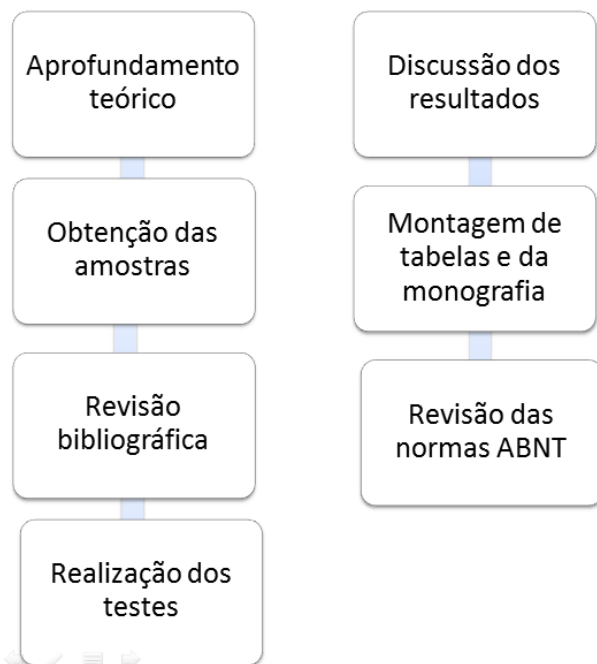 Aprofundamento
teórico
Obtenção das
amostras
Revisão
bibliográfica
Realização dos
testes
Discussão dos
resultados
Montagem de
tabelas e da
monografia
Revisão das
normas ABNT